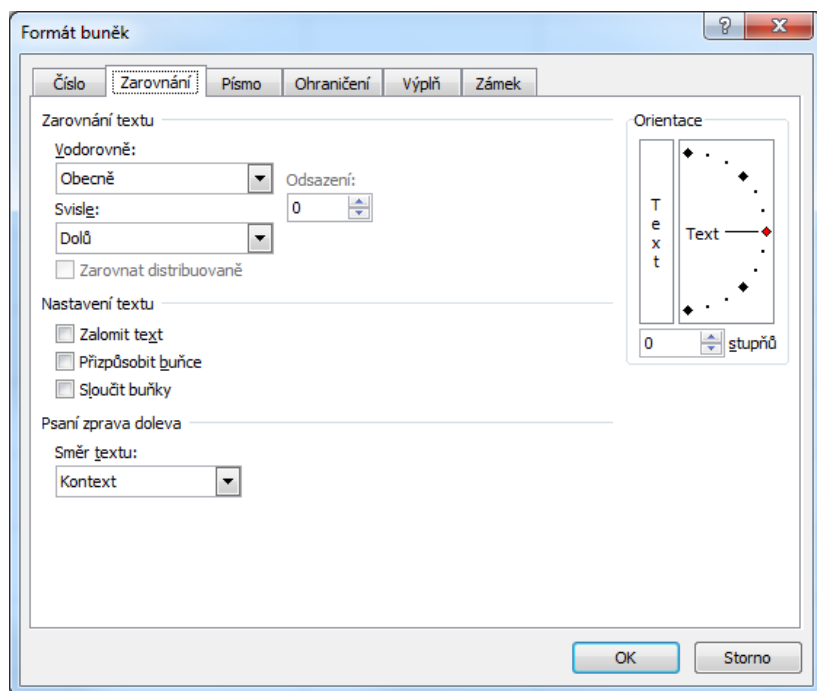 Formát buněk
Číslo Zarovnání Písmo Ohraničení Výplň Zámek
Zarovnání textu
Vodorovně:
Obecně
Odsazení:
0
Svisle:
Dolů
Zarovnat distribuovaně
Nastavení textu
Zalomit text
Přizpůsobit buňce
Sloučit buňky
Psaní zprava doleva
Směr textu:
Kontext
Orientace
Text
Text
0 stupňů
OK Storno